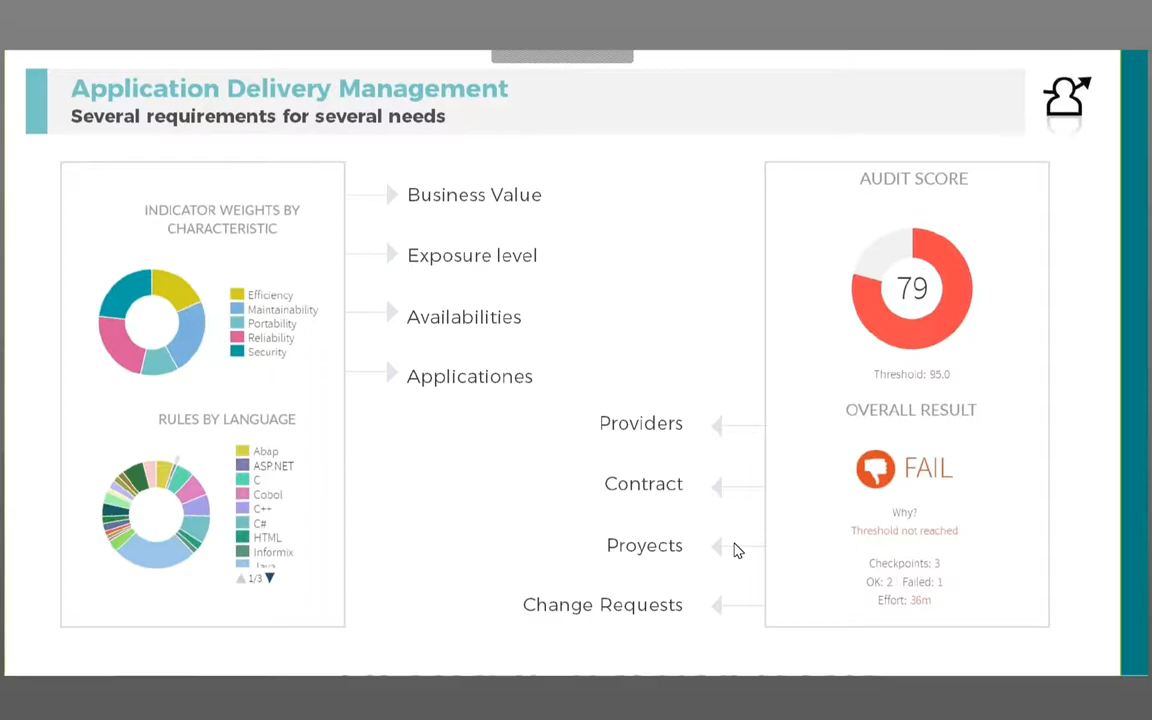 Application Delivery Management
Several requirements for several needs
INDICATOR WEIGHTS BY
CHARACTERISTIC
Efficiency
Maintainability
Portability
Reliability
Security
RULES BY LANGUAGE
Abap
ASP.NET
C
Cobol
C++
C#
HTML
Informix
Java
1/3
Business Value
Exposure level
Availabilities
Applicationes
Providers
Contract
Proyects
Change Requests
AUDIT SCORE
79
Threshold: 95.0
OVERALL RESULT
FAIL
Why?
Threshold not reached
Checkpoints: 3
OK: 2 Failed: 1
Effort: 36m